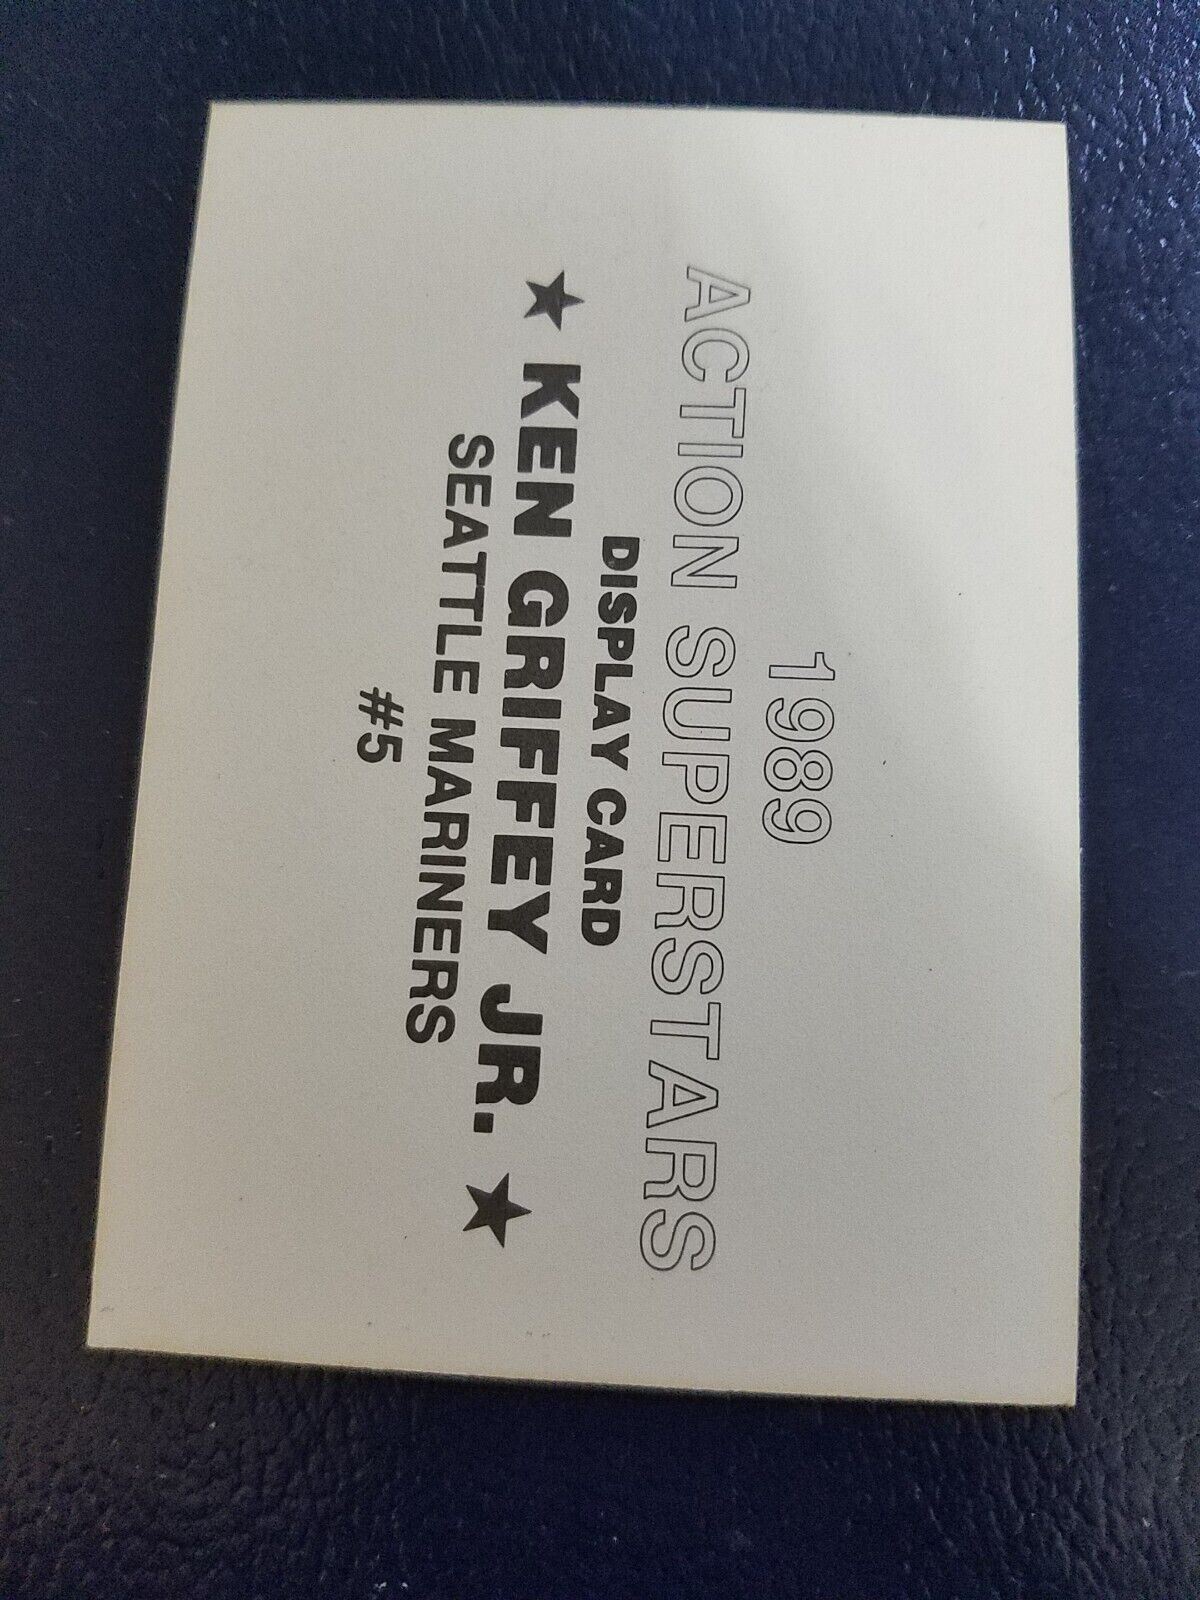 1989
ACTION SUPERSTARS
DISPLAY CARD
★ KEN GRIFFEY JR. ★
SEATTLE MARINERS
#5